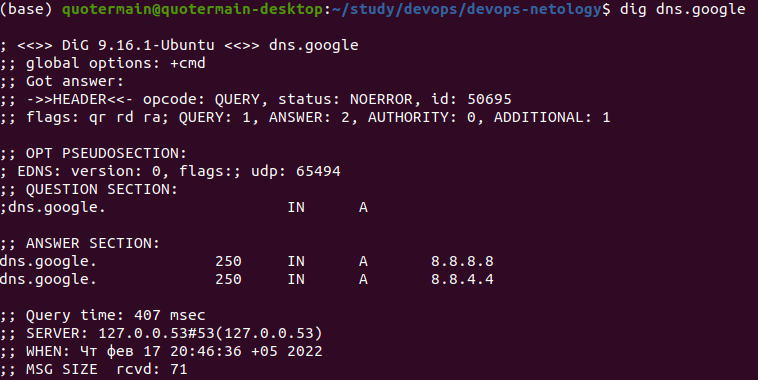 (base) quotermain@quotermain-desktop:~/study/devops/devops-netology$ dig dns.google

; <<>> DiG 9.16.1-Ubuntu <<>> dns.google
;; global options: +cmd
;; Got answer:
;; ->>HEADER<<- opcode: QUERY, status: NOERROR, id: 50695
;; flags: qr rd ra; QUERY: 1, ANSWER: 2, AUTHORITY: 0, ADDITIONAL: 1

;; OPT PSEUDOSECTION:
; EDNS: version: 0, flags:; udp: 65494
;; QUESTION SECTION:
;dns.google.                    IN      A

;; ANSWER SECTION:
dns.google.             250     IN      A       8.8.8.8
dns.google.             250     IN      A       8.8.4.4

;; Query time: 407 msec
;; SERVER: 127.0.0.53#53(127.0.0.53)
;; WHEN: Чт фев 17 20:46:36 +05 2022
;; MSG SIZE  rcvd: 71